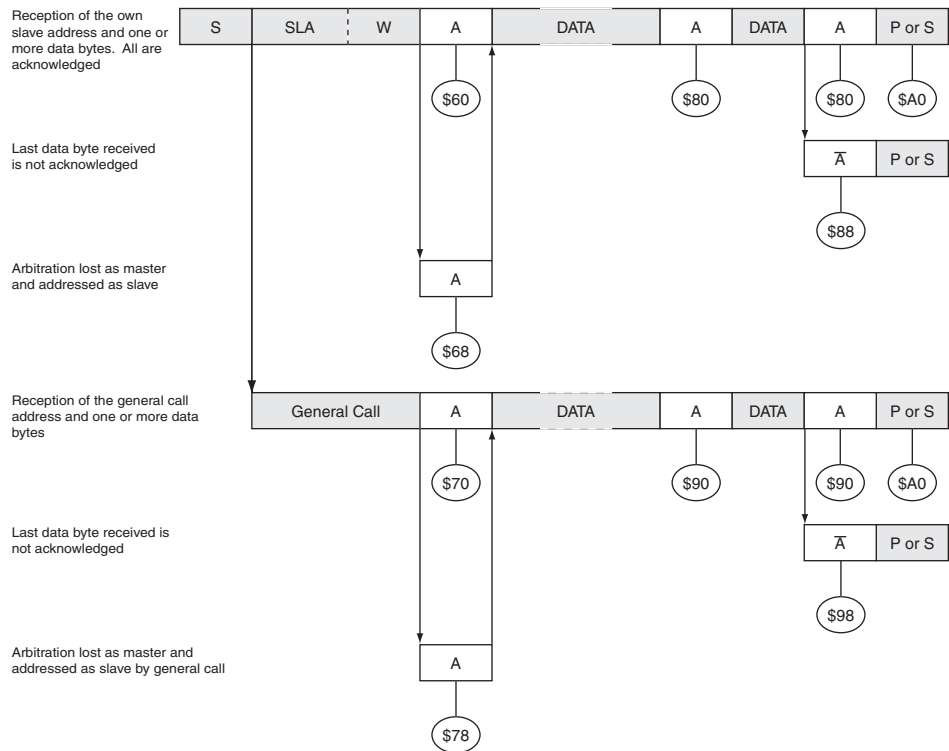 Reception of the own
slave address and one or
more data bytes. All are
acknowledged
S
SLA
W
A
DATA
A
DATA
A
P or S
$60
$80
$80
$A0
Last data byte received
is not acknowledged
A̅
P or S
$88
Arbitration lost as master
and addressed as slave
A
$68
Reception of the general call
address and one or more data
bytes
General Call
A
DATA
A
DATA
A
P or S
$70
$90
$90
$A0
Last data byte received is
not acknowledged
A̅
P or S
$98
Arbitration lost as master and
addressed as slave by general call
A
$78